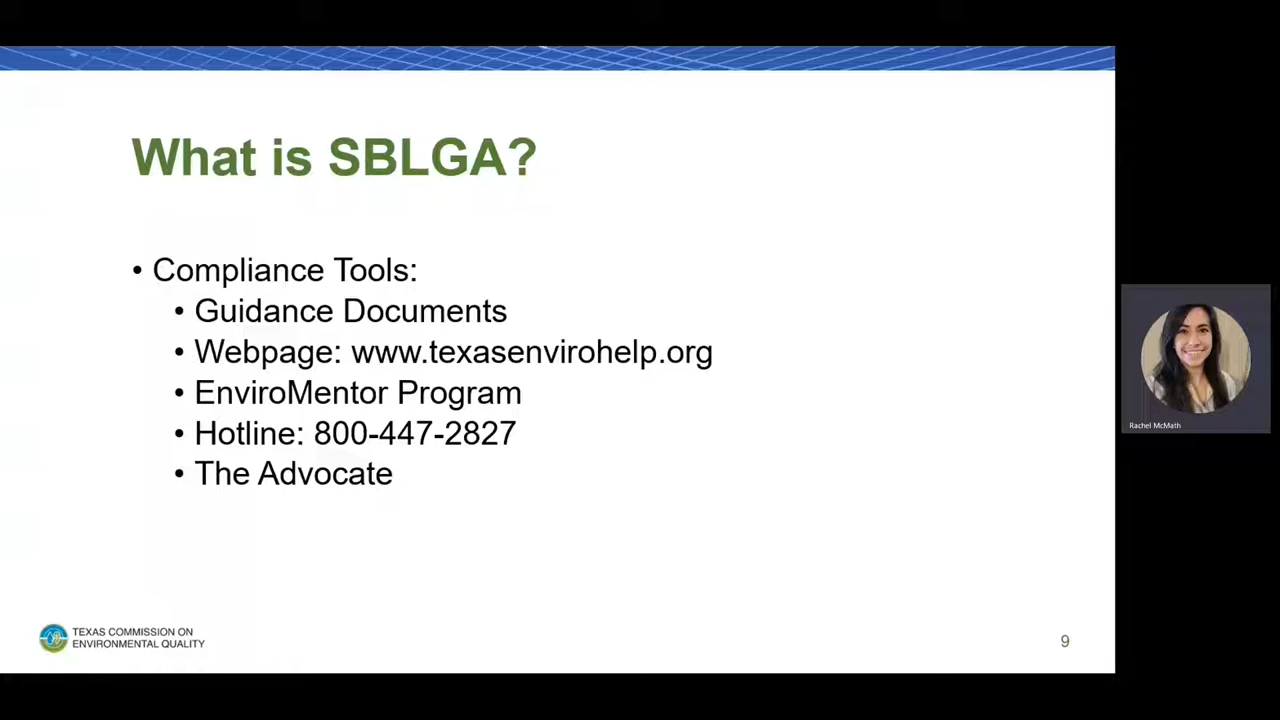 What is SBLGA?
• Compliance Tools:
• Guidance Documents
• Webpage: www.texasenvirohelp.org
• EnviroMentor Program
• Hotline: 800-447-2827
• The Advocate
Rachel McMath
TEXAS COMMISSION ON
ENVIRONMENTAL QUALITY
9